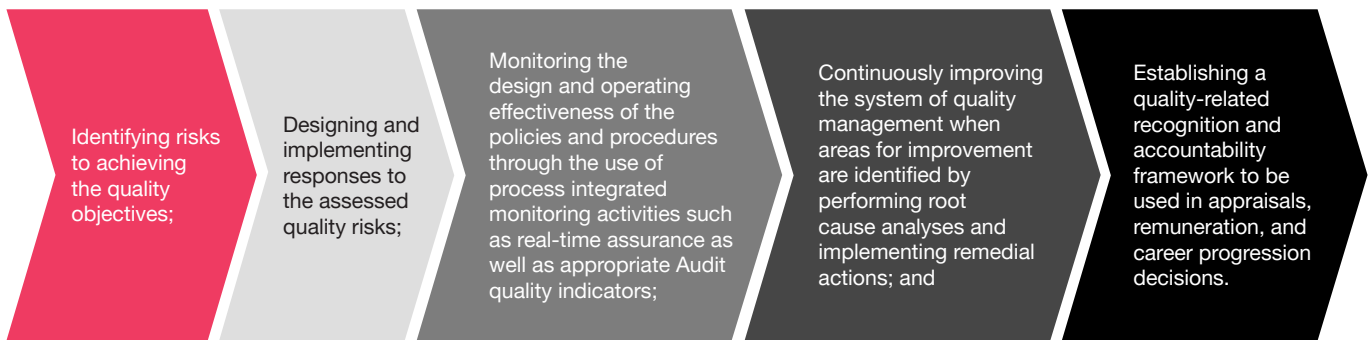 Identifying risks
to achieving
the quality
objectives;
Designing and
implementing
responses to
the assessed
quality risks;
Monitoring the
design and operating
effectiveness of the
policies and procedures
through the use of
process integrated
monitoring activities such
as real-time assurance as
well as appropriate Audit
quality indicators;
Continuously improving
the system of quality
management when
areas for improvement
are identified by
performing root
cause analyses and
implementing remedial
actions; and
Establishing a
quality-related
recognition and
accountability
framework to be
used in appraisals,
remuneration, and
career progression
decisions.